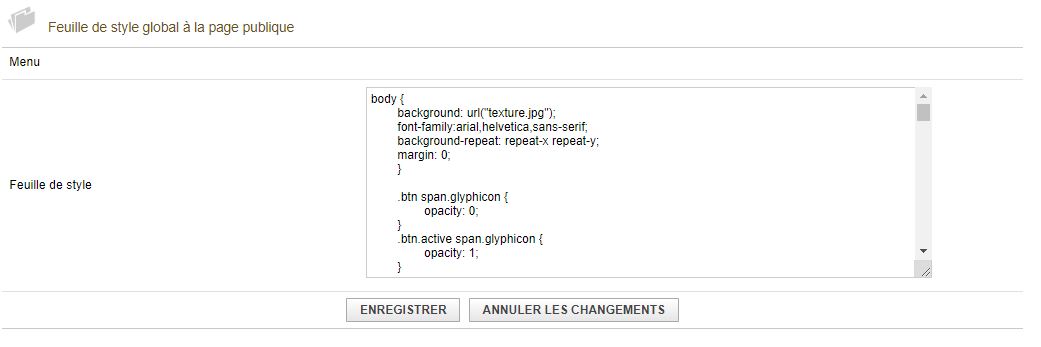 Feuille de style global à la page publique
Menu
Feuille de style
body {
background: url("texture.jpg");
font-family:arial,helvetica,sans-serif;
background-repeat: repeat-x repeat-y;
margin: 0;
}
.btn span.glyphicon {
opacity: 0;
}
.btn.active span.glyphicon {
opacity: 1;
}
ENREGISTRER
ANNULER LES CHANGEMENTS